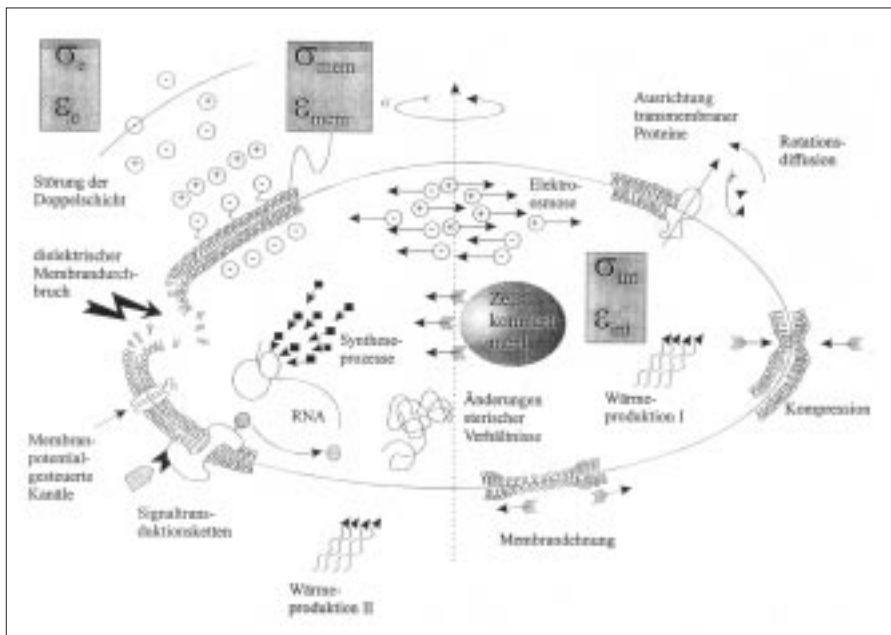 σe
εe
σmem
εmem
Ausrichtung
transmembraner
Proteine
Rotations-
diffusion
Störung der
Doppelschicht
Elektro-
osmose
dielektrischer
Membrandurch-
bruch
σint
εint
Zell-
Synthese-
prozesse
RNA
Änderungen
sterischer
Verhältnisse
Wärme-
produktion I
Kompression
Membran-
potential-
gesteuerte
Kanäle
Signaltrans-
duktionsketten
Membrandehnung
Wärme-
produktion II